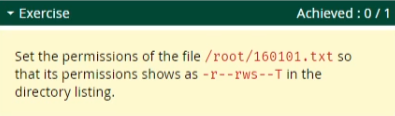 Exercise Achieved : 0 / 1
Set the permissions of the file /root/160101.txt so
that its permissions shows as -r--rws--T in the
directory listing.